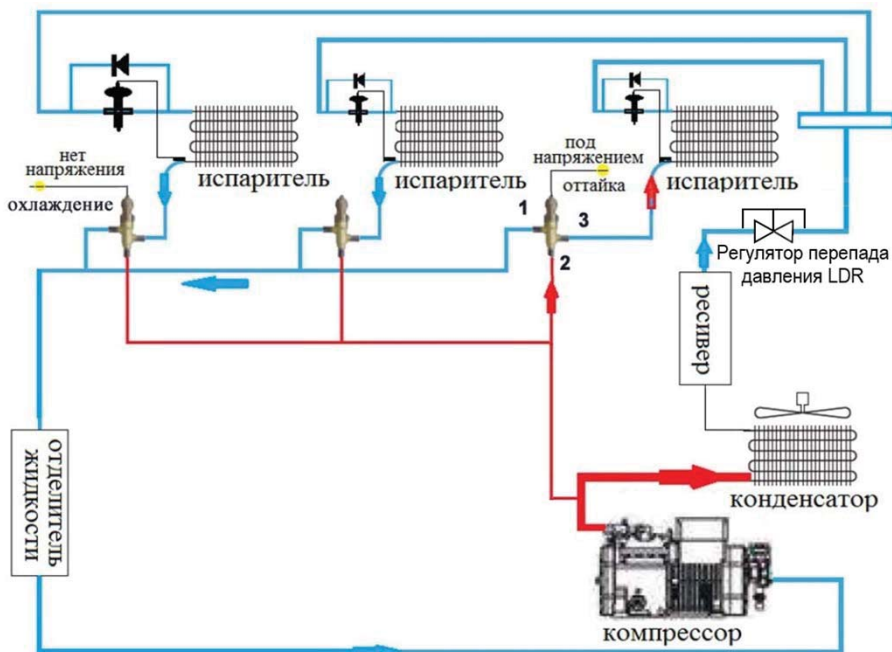 нет
напряжения
охлаждение
испаритель
испаритель
под
напряжением
оттайка
испаритель
1
3
2
Регулятор перепада
давления LDR
ресивер
отделитель
жидкости
конденсатор
компрессор